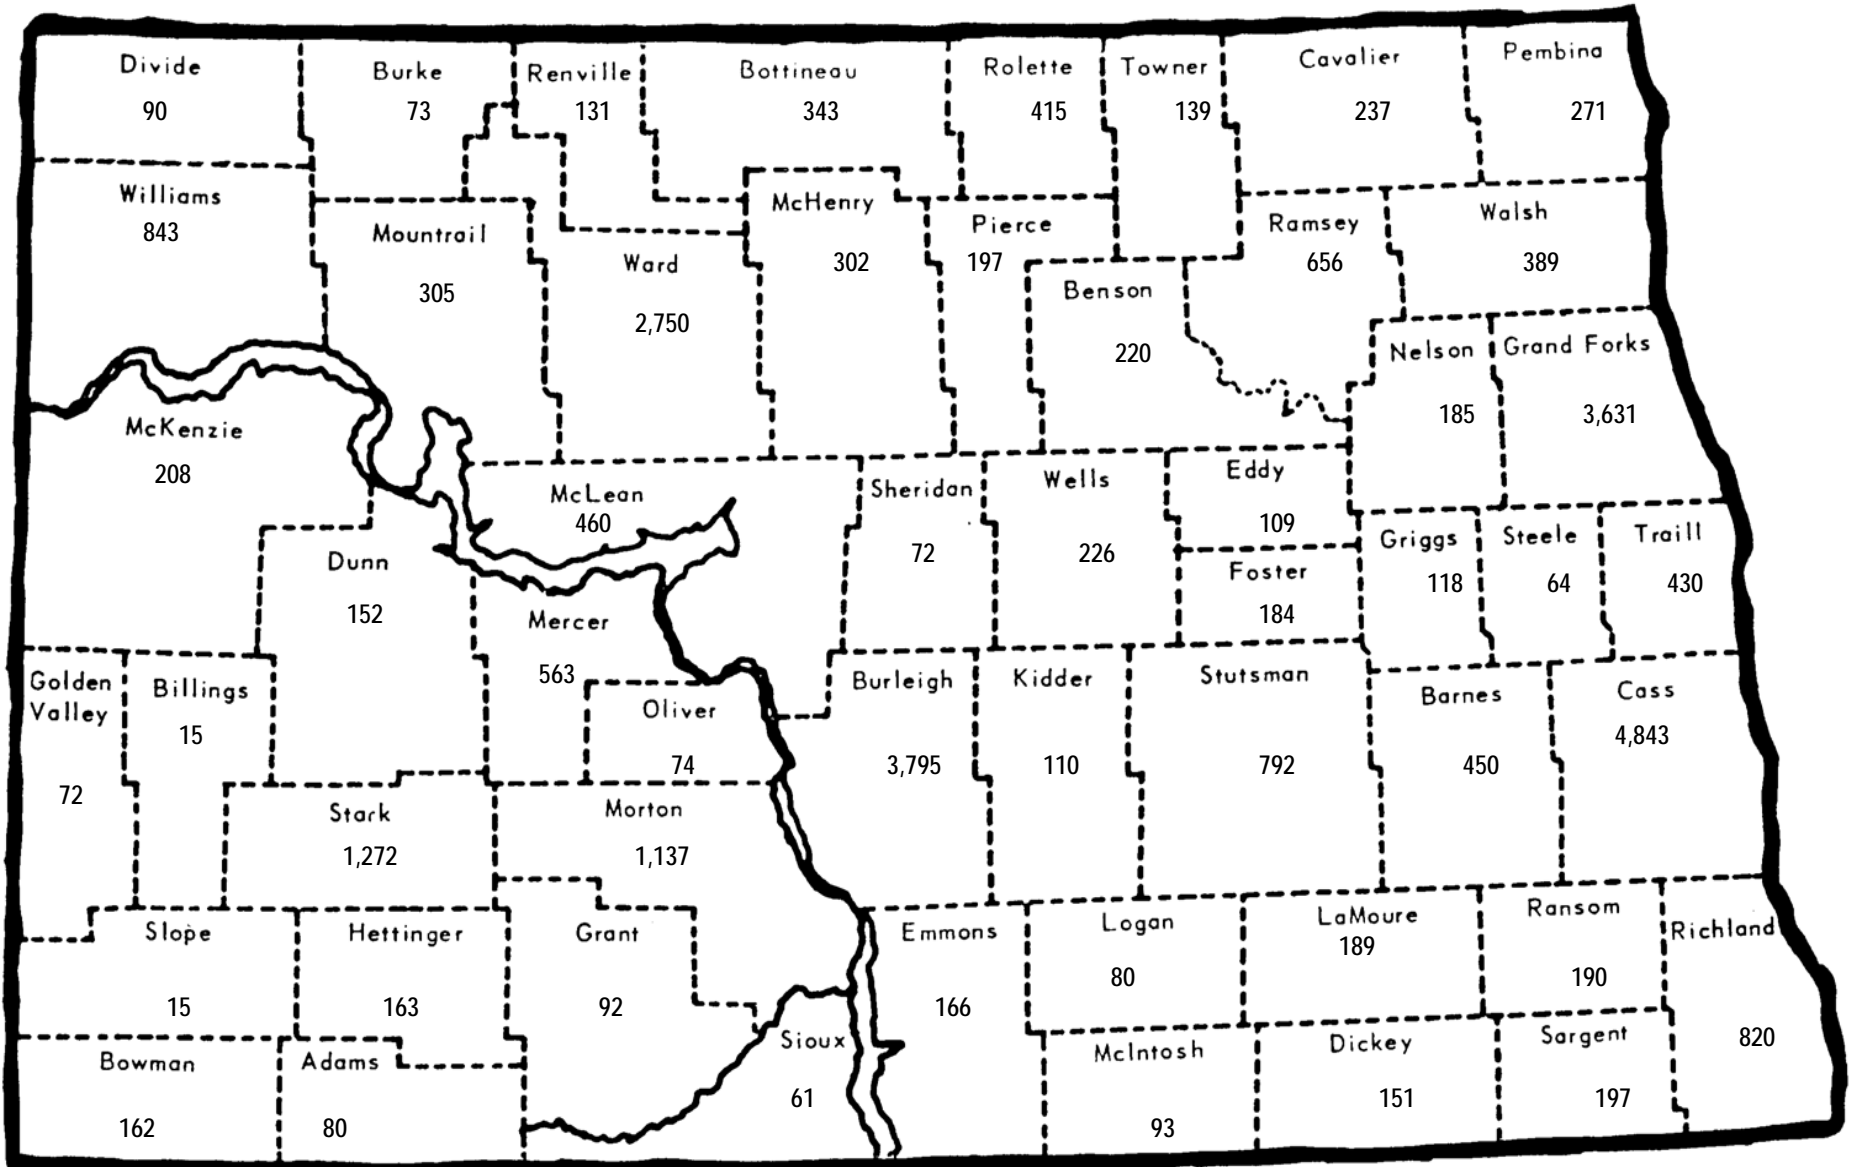 Divide
90
Burke
73
Renville
131
Bottineau
343
Rolette
415
Towner
139
Cavalier
237
Pembina
271
Williams
843
Mountrail
305
Ward
2,750
McHenry
302
Pierce
197
Benson
220
Ramsey
656
Walsh
389
Nelson
185
Grand Forks
3,631
McKenzie
208
Dunn
152
McLean
460
Mercer
563
Oliver
74
Sheridan
72
Wells
226
Eddy
109
Foster
184
Griggs
118
Steele
64
Traill
430
Golden
Valley
72
Billings
15
Stark
1,272
Morton
1,137
Burleigh
3,795
Kidder
110
Stutsman
792
Barnes
450
Cass
4,843
Slope
15
Hettinger
163
Grant
92
Emmons
166
Logan
80
LaMoure
189
Ransom
190
Richland
820
Bowman
162
Adams
80
Sioux
61
McIntosh
93
Dickey
151
Sargent
197